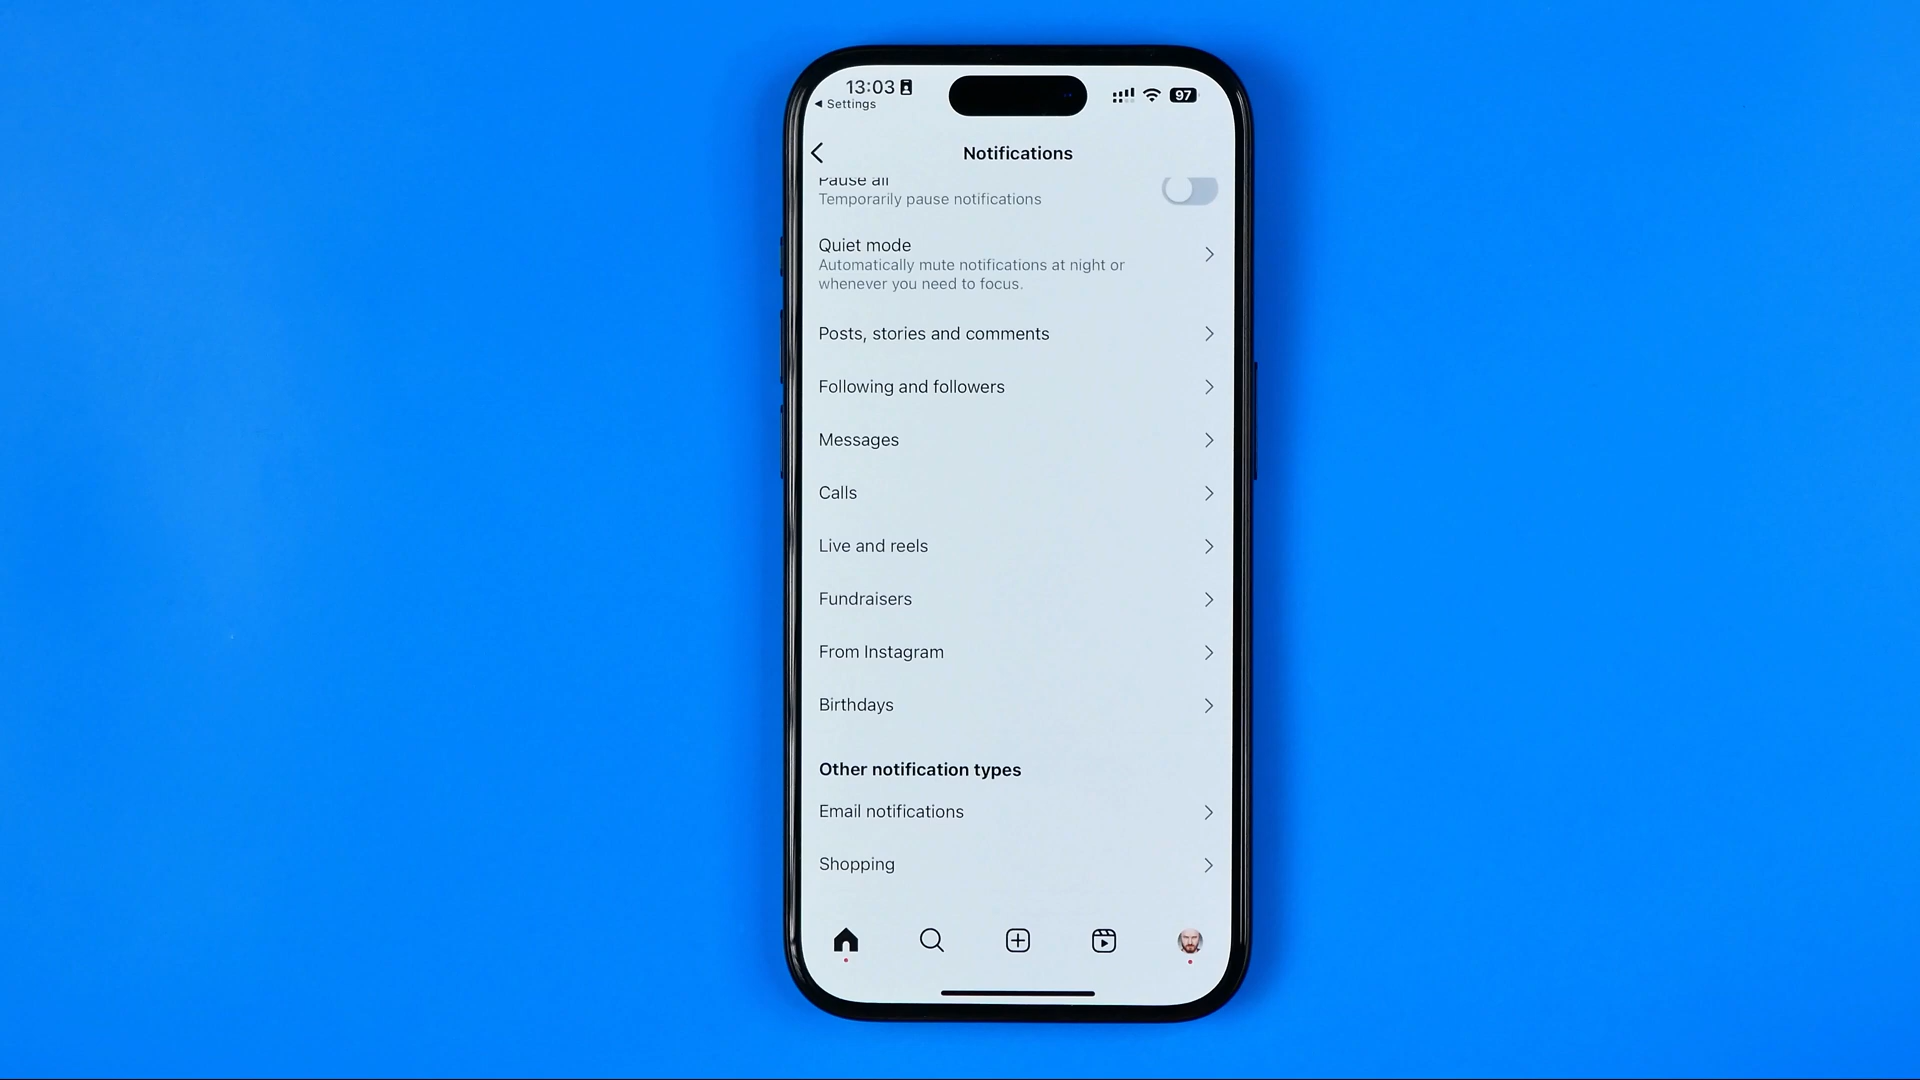 13:03
Settings
97
Notifications
Pause all
Temporarily pause notifications
Quiet mode
Automatically mute notifications at night or
whenever you need to focus.
Posts, stories and comments
Following and followers
Messages
Calls
Live and reels
Fundraisers
From Instagram
Birthdays
Other notification types
Email notifications
Shopping